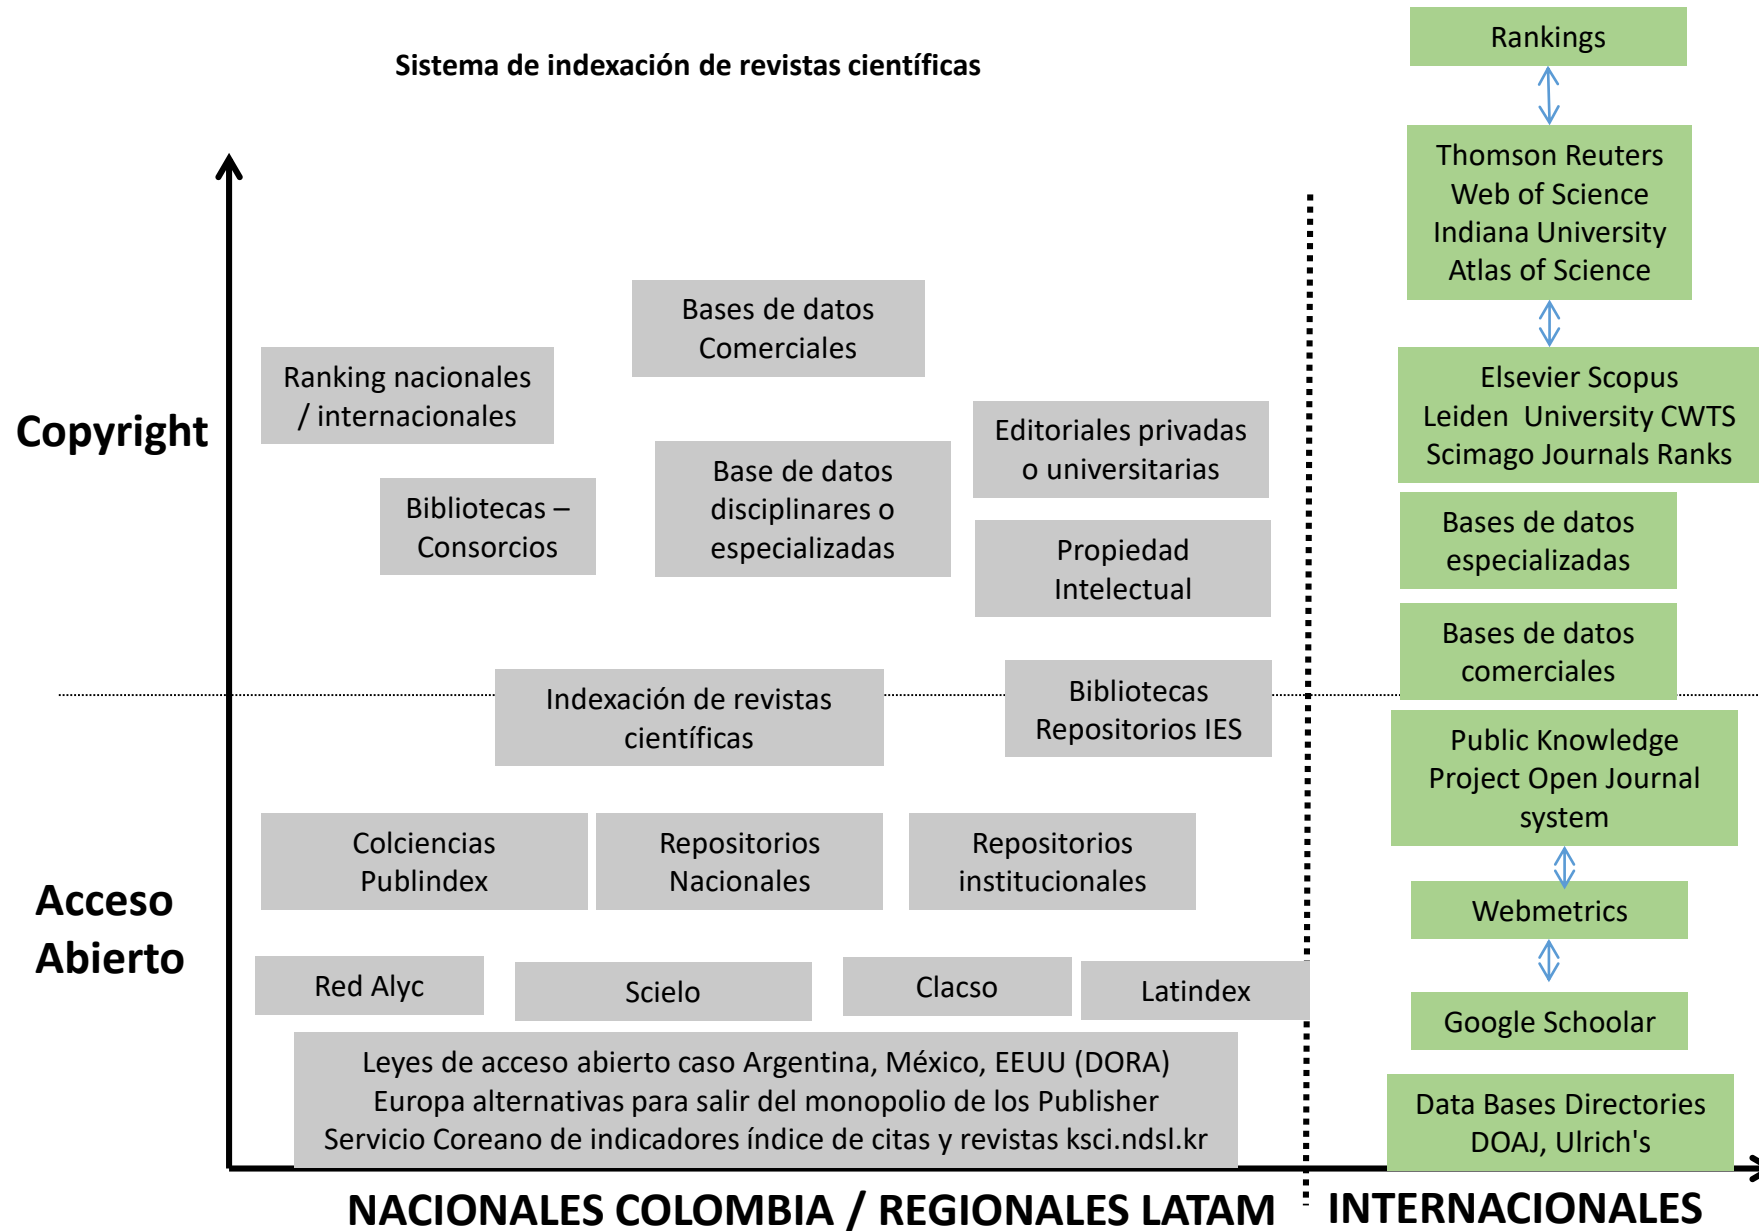 Sistema de indexación de revistas científicas
Rankings
Thomson Reuters
Web of Science
Indiana University
Atlas of Science
Bases de datos
Comerciales
Ranking nacionales
/ internacionales
Elsevier Scopus
Leiden University CWTS
Scimago Journals Ranks
Copyright
Editoriales privadas
o universitarias
Base de datos
disciplinares o
especializadas
Bibliotecas –
Consorcios
Bases de datos
especializadas
Propiedad
Intelectual
Bases de datos
comerciales
Indexación de revistas
científicas
Bibliotecas
Repositorios IES
Public Knowledge
Project Open Journal
system
Colciencias
Publindex
Repositorios
Nacionales
Repositorios
institucionales
Acceso
Abierto
Webmetrics
Red Alyc
Scielo
Clacso
Latindex
Google Schoolar
Leyes de acceso abierto caso Argentina, México, EEUU (DORA)
Europa alternativas para salir del monopolio de los Publisher
Servicio Coreano de indicadores índice de citas y revistas ksci.ndsl.kr
Data Bases Directories
DOAJ, Ulrich's
NACIONALES COLOMBIA / REGIONALES LATAM
INTERNACIONALES